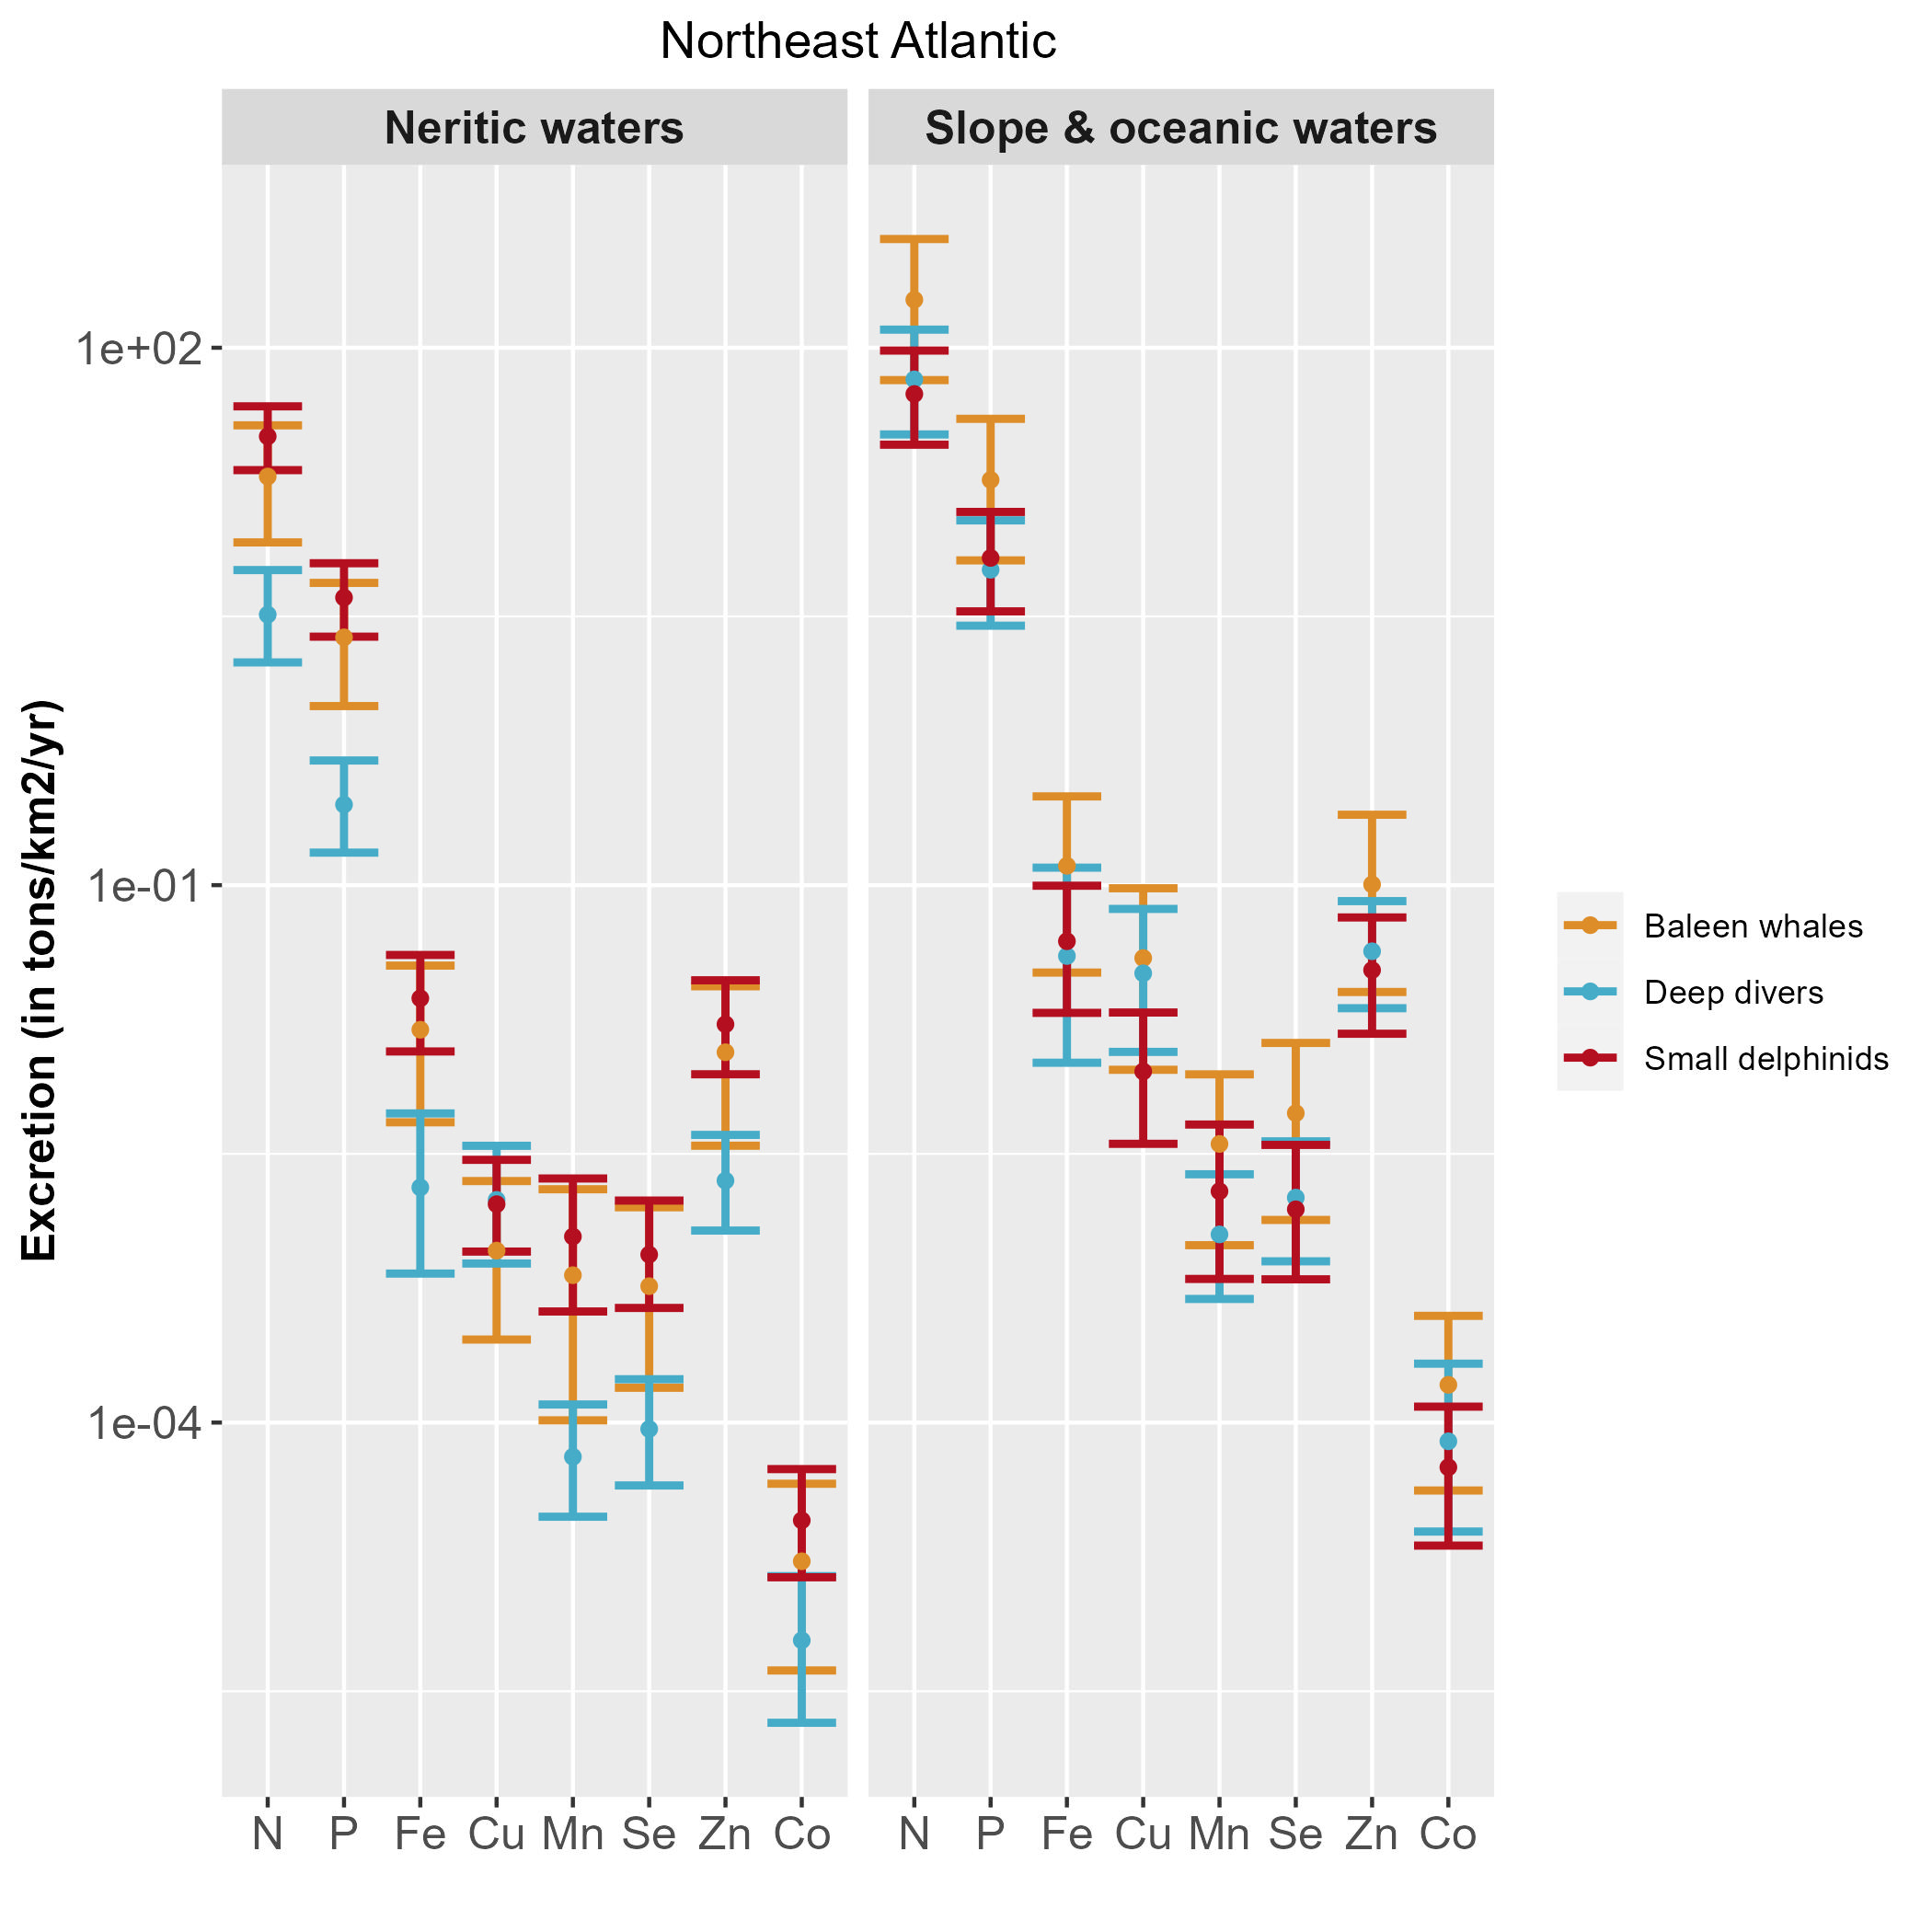 Northeast Atlantic
Neritic waters
Slope & oceanic waters
Excretion (in tons/km2/yr)
1e+02
1e-01
1e-04
N P Fe Cu Mn Se Zn Co
N P Fe Cu Mn Se Zn Co
Baleen whales
Deep divers
Small delphinids